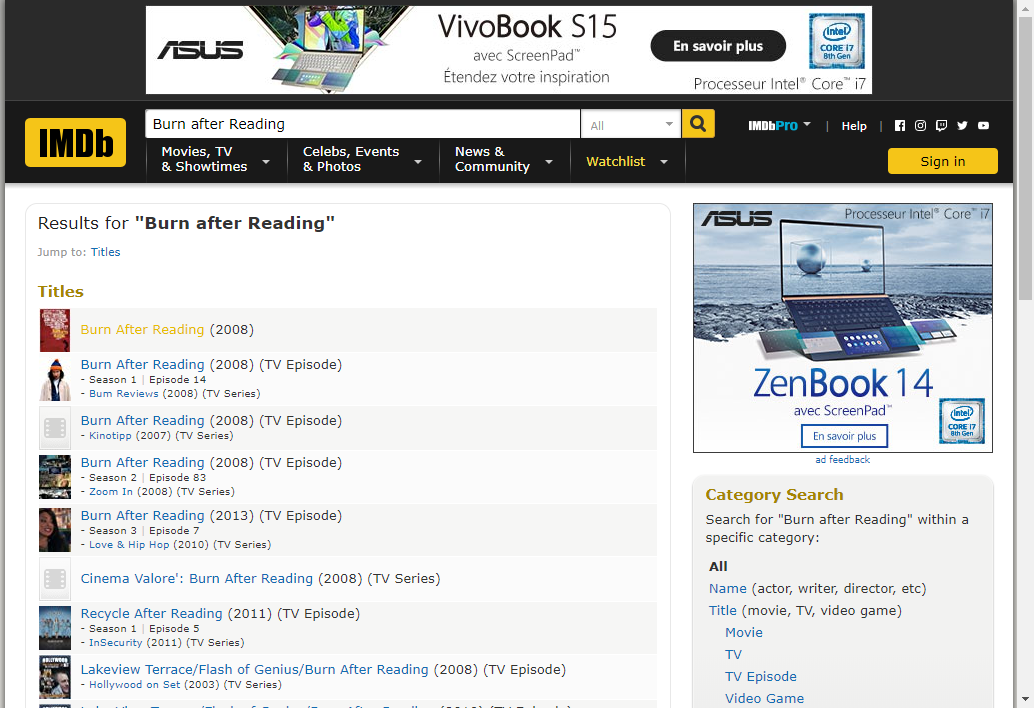 ASUS
VivoBook S15
avec ScreenPad™
Étendez votre inspiration
En savoir plus
intel
CORE i7
8th Gen
Processeur Intel® Core™ i7
IMDb
Burn after Reading
All
IMDbPro
|
Help
|
Movies, TV
& Showtimes
Celebs, Events
& Photos
News &
Community
Watchlist
Sign in
Results for "Burn after Reading"
Jump to: Titles
Titles
Burn After Reading (2008)
Burn After Reading (2008) (TV Episode)
- Season 1 | Episode 14
- Bum Reviews (2008) (TV Series)
Burn After Reading (2008) (TV Episode)
- Kinotipp (2007) (TV Series)
Burn After Reading (2008) (TV Episode)
- Season 2 | Episode 83
- Zoom In (2008) (TV Series)
Burn After Reading (2013) (TV Episode)
- Season 3 | Episode 7
- Love & Hip Hop (2010) (TV Series)
Cinema Valore': Burn After Reading (2008) (TV Series)
Recycle After Reading (2011) (TV Episode)
- Season 1 | Episode 5
- InSecurity (2011) (TV Series)
Lakeview Terrace/Flash of Genius/Burn After Reading (2008) (TV Episode)
- Hollywood on Set (2003) (TV Series)
ASUS
Processeur Intel® Core™ i7
ZenBook 14
avec ScreenPad™
En savoir plus
intel
CORE i7
8th Gen
ad feedback
Category Search
Search for "Burn after Reading" within a
specific category:
All
Name (actor, writer, director, etc)
Title (movie, TV, video game)
Movie
TV
TV Episode
Video Game